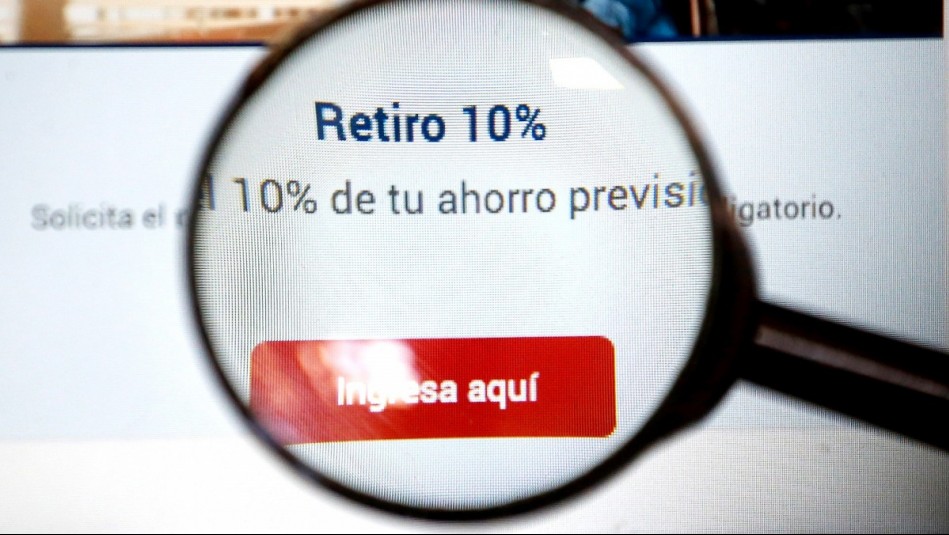 Retiro 10%
Solicita el 10% de tu ahorro previsi ligatorio.
Ingresa aquí